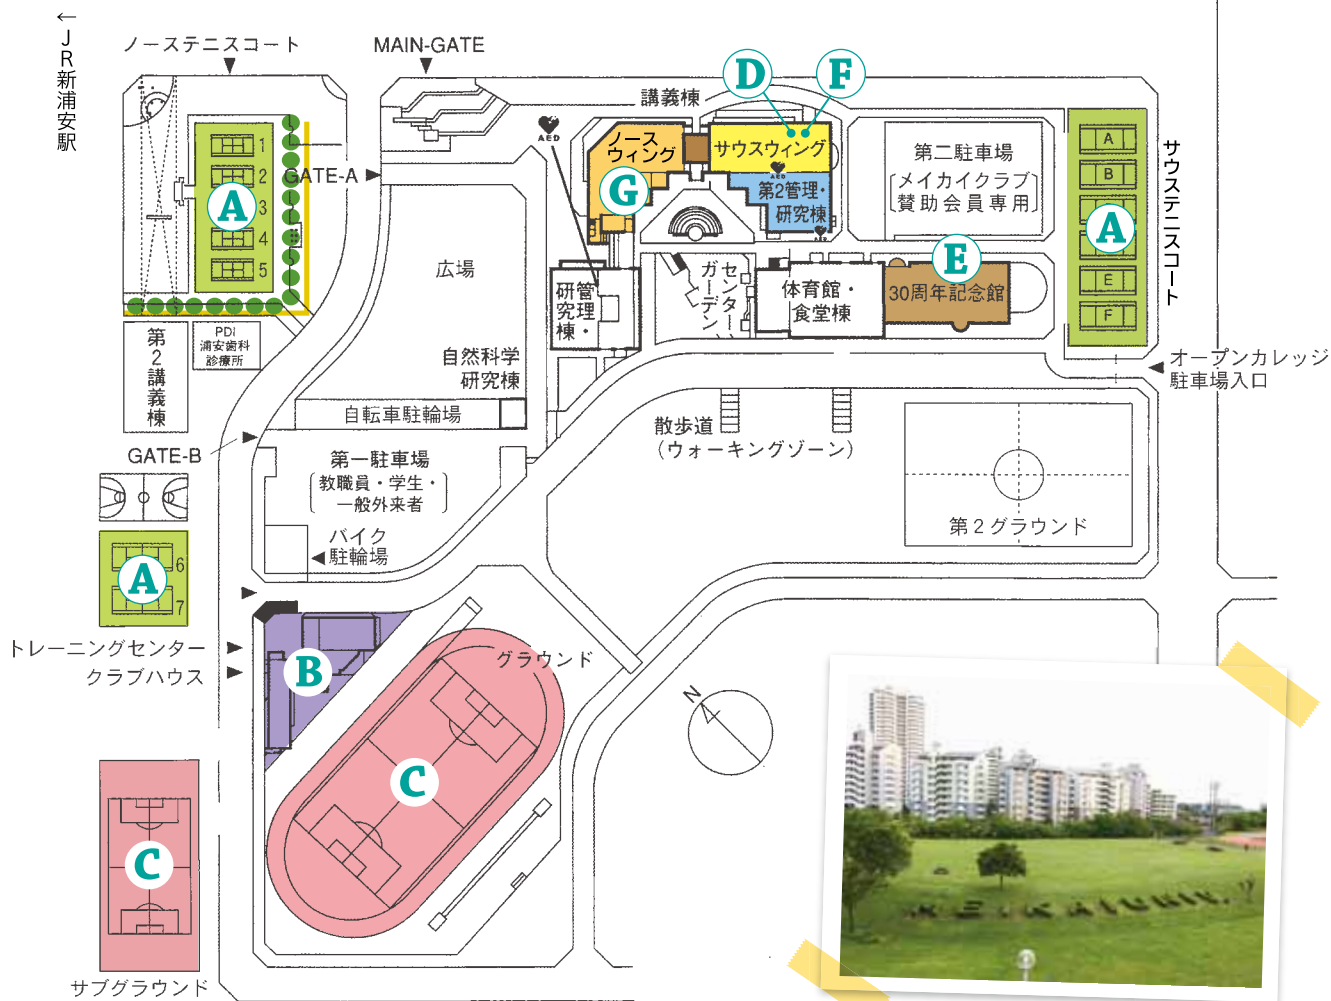 ←JR新浦安駅
ノーステニスコート
MAIN-GATE
1
2
3
4
5
A
GATE-A
広場
AED
講義棟
D
F
ノース
ウィング
サウスウィング
G
AED
第2管理・
研究棟
AED
第二駐車場
メイカイクラブ
賛助会員専用
A
B
A
E
F
サウステニスコート
E
30周年記念館
体育館・
食堂棟
センター
ガーデン
管理・
研究棟
第2講義棟
PDI
浦安歯科
診療所
自然科学
研究棟
自転車駐輪場
オープンカレッジ
駐車場入口
散歩道
(ウォーキングゾーン)
GATE-B
第一駐車場
教職員・学生・
一般外来者
バイク
駐輪場
第2グラウンド
6
A
7
トレーニングセンター
クラブハウス
B
グラウンド
C
N
C
サブグラウンド